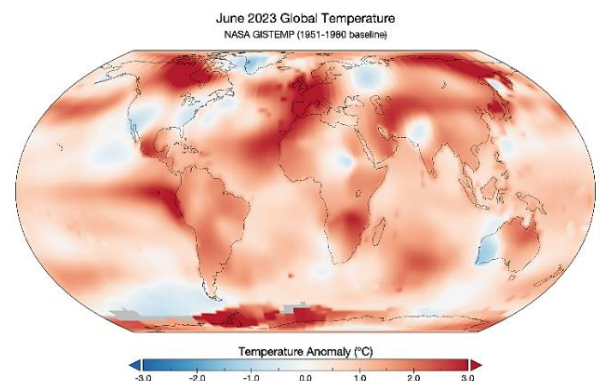 June 2023 Global Temperature
NASA GISTEMP (1951-1980 baseline)
Temperature Anomaly (°C)
-3.0 -2.0 -1.0 0.0 1.0 2.0 3.0